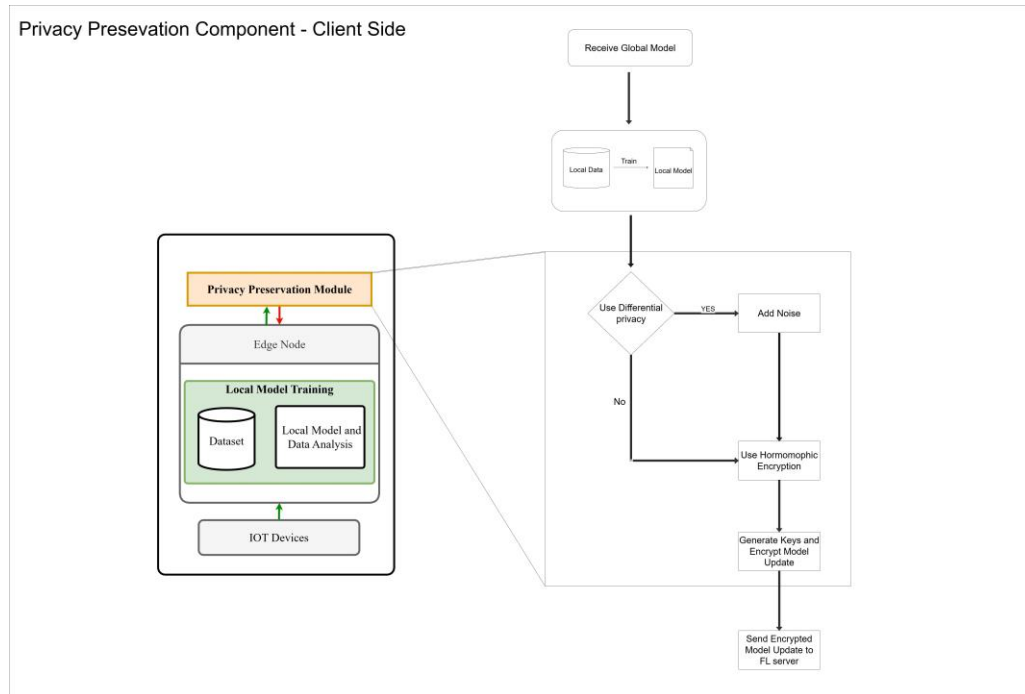 Privacy Presevation Component - Client Side
Receive Global Model
Local Data
Train
Local Model
Privacy Preservation Module
Edge Node
Local Model Training
Dataset
Local Model and
Data Analysis
IOT Devices
Use Differential
privacy
YES
Add Noise
No
Use Hormomophic
Encryption
Generate Keys and
Encrypt Model
Update
Send Encrypted
Model Update to
FL server